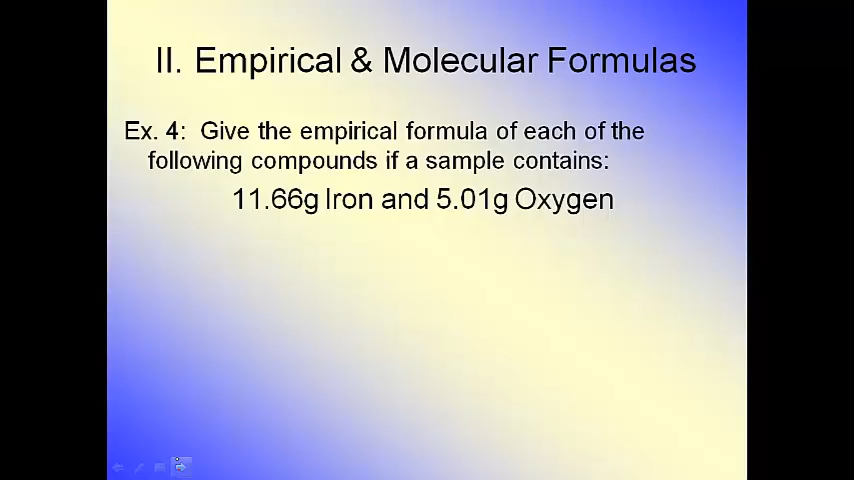 II. Empirical & Molecular Formulas
Ex. 4: Give the empirical formula of each of the
following compounds if a sample contains:
11.66g Iron and 5.01g Oxygen